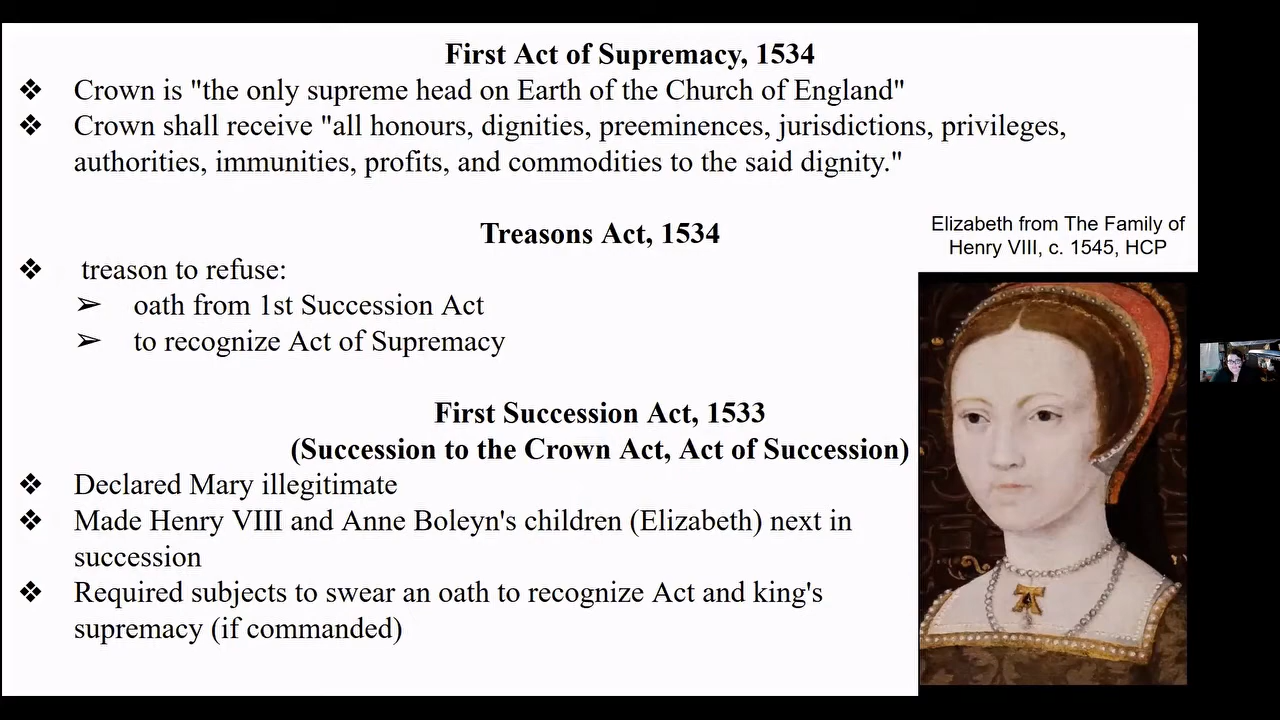 First Act of Supremacy, 1534
❖ Crown is "the only supreme head on Earth of the Church of England"
❖ Crown shall receive "all honours, dignities, preeminences, jurisdictions, privileges,
authorities, immunities, profits, and commodities to the said dignity."
Treasons Act, 1534
❖ treason to refuse:
➢ oath from 1st Succession Act
➢ to recognize Act of Supremacy
First Succession Act, 1533
(Succession to the Crown Act, Act of Succession)
❖ Declared Mary illegitimate
❖ Made Henry VIII and Anne Boleyn's children (Elizabeth) next in
succession
❖ Required subjects to swear an oath to recognize Act and king's
supremacy (if commanded)
Elizabeth from The Family of
Henry VIII, c. 1545, HCP